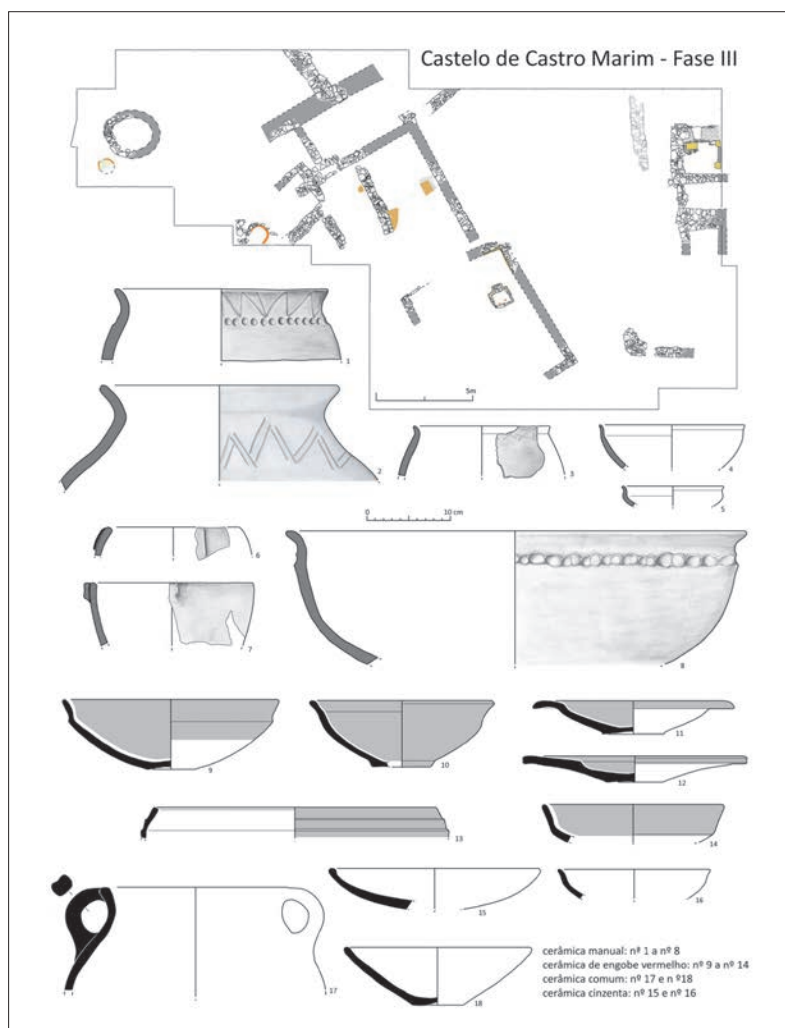 Castelo de Castro Marim - Fase III
1
5m
2
3
4
5
0 10 cm
6
7
8
9
10
11
12
13
14
15
16
17
18
cerâmica manual: nº 1 a nº 8
cerâmica de engobe vermelho: nº 9 a nº 14
cerâmica comum: nº 17 e nº18
cerâmica cinzenta: nº 15 e nº 16